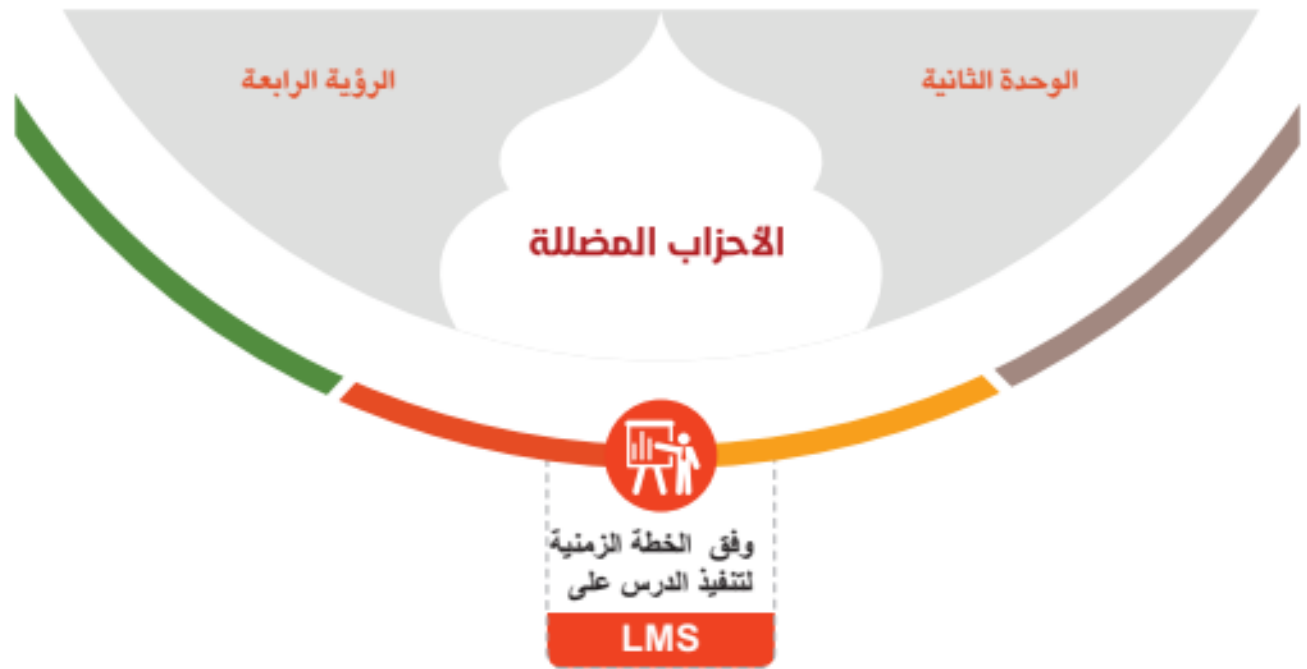 الوحدة الثانية
الرؤية الرابعة
الأحزاب المضللة
وفق الخطة الزمنية
لتنفيذ الدرس على
LMS